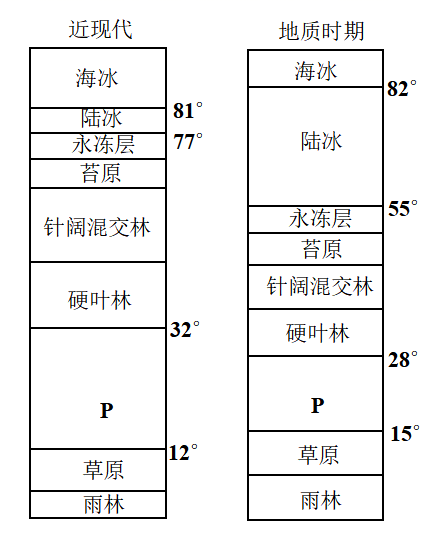 近现代
海冰
81°
陆冰
77°
永冻层
苔原
针阔混交林
硬叶林
32°
P
12°
草原
雨林
地质时期
海冰
82°
陆冰
55°
永冻层
苔原
针阔混交林
硬叶林
28°
P
15°
草原
雨林